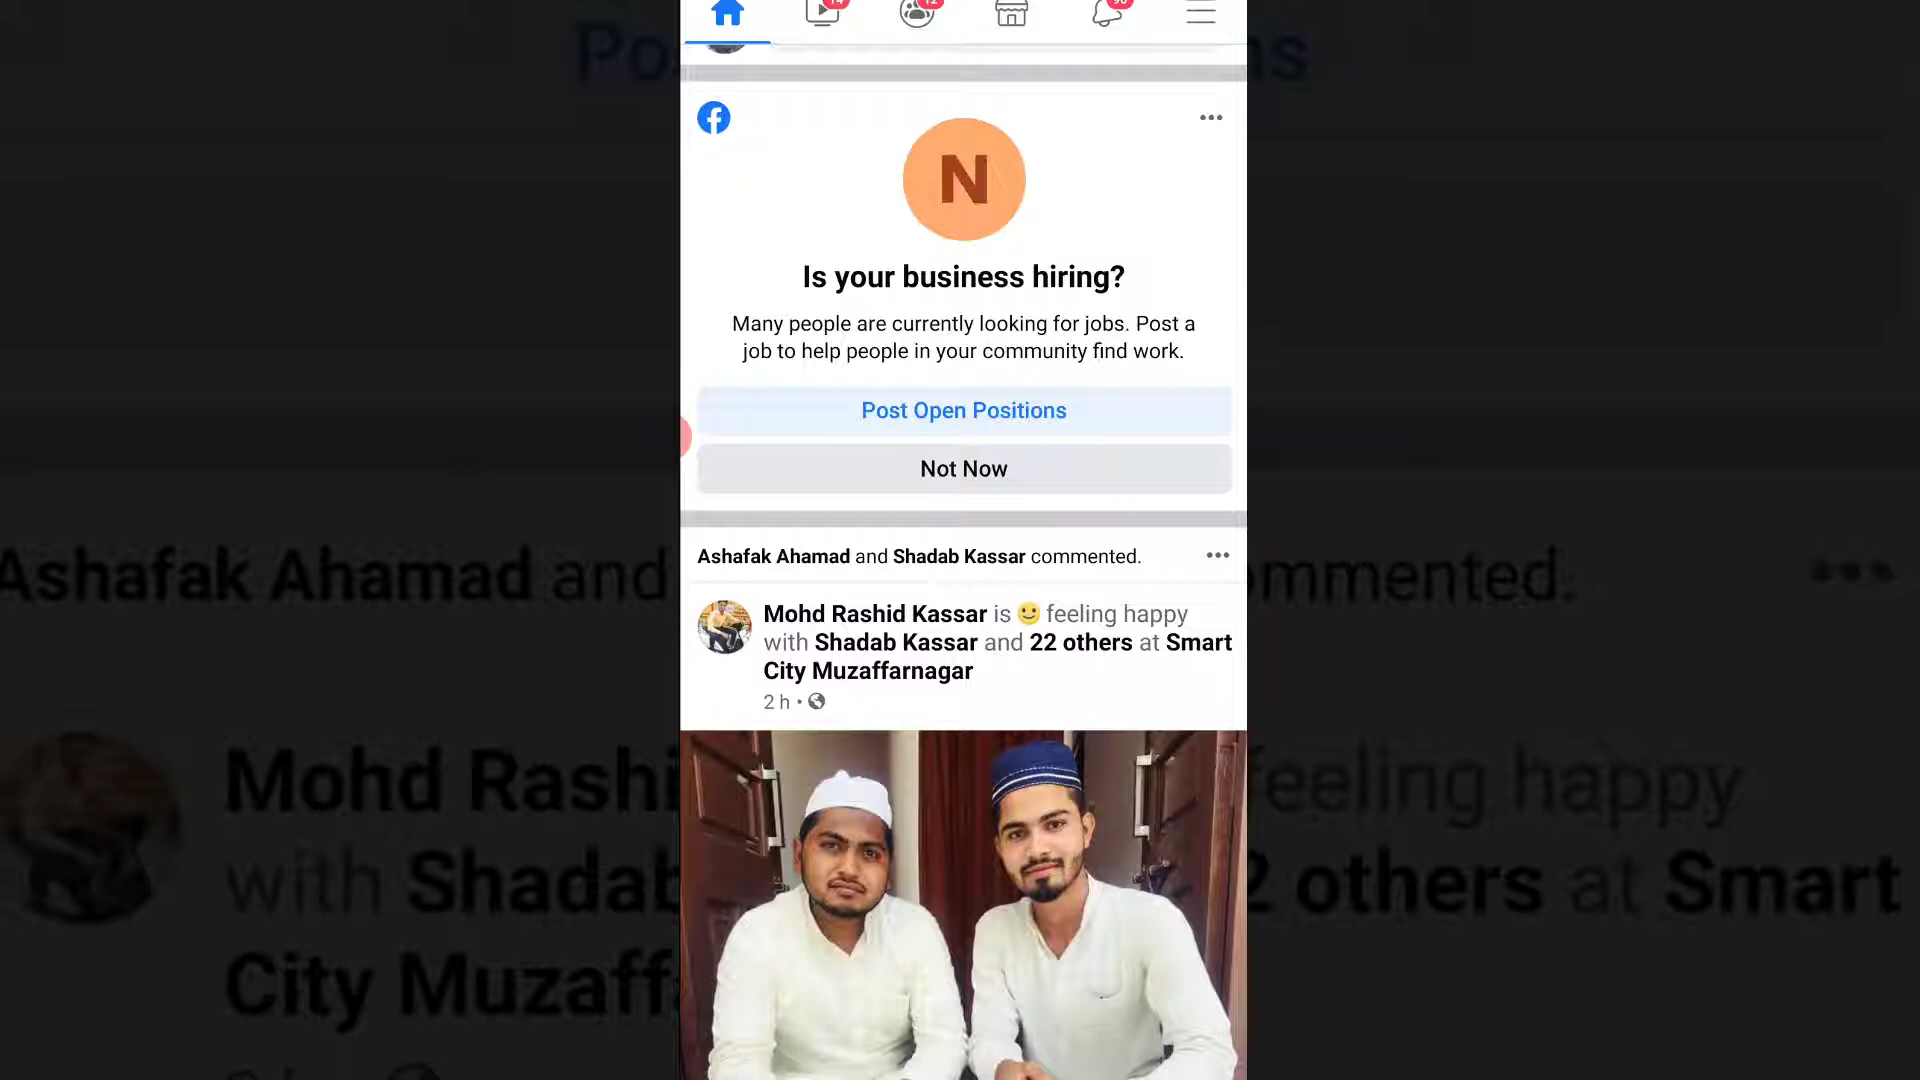 14 12
N
Is your business hiring?
Many people are currently looking for jobs. Post a
job to help people in your community find work.
Post Open Positions
Not Now
Ashafak Ahamad and Shadab Kassar commented.
Mohd Rashid Kassar is 🙂 feeling happy
with Shadab Kassar and 22 others at Smart
City Muzaffarnagar
2 h